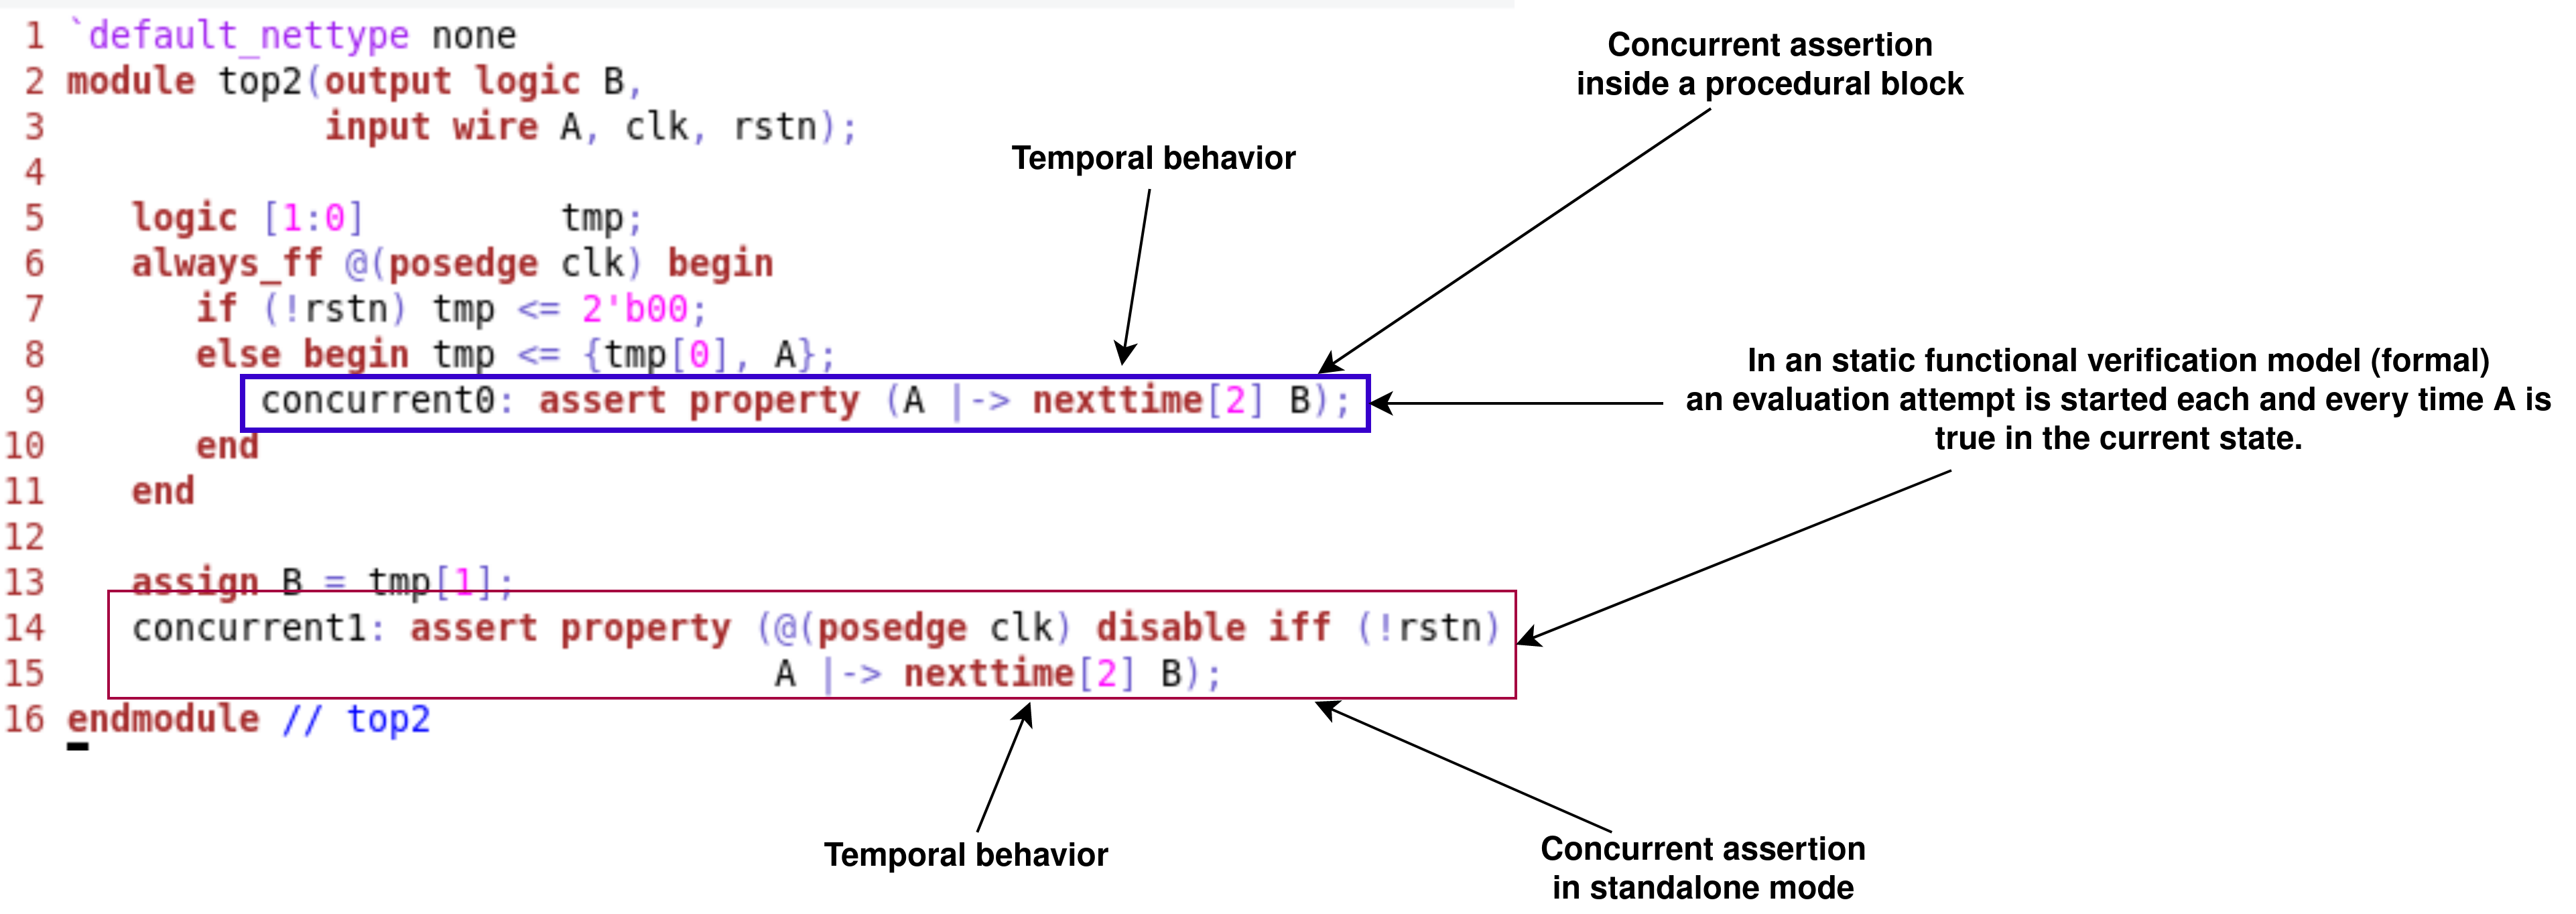 1 `default_nettype none
2 module top2(output logic B,
3 input wire A, clk, rstn);
4
5 logic [1:0] tmp;
6 always_ff @(posedge clk) begin
7 if (!rstn) tmp <= 2'b00;
8 else begin tmp <= {tmp[0], A};
9 concurrent0: assert property (A |-> nexttime[2] B);
10 end
11 end
12
13 assign B = tmp[1];
14 concurrent1: assert property (@(posedge clk) disable iff (!rstn)
15 A |-> nexttime[2] B);
16 endmodule // top2
Concurrent assertion
inside a procedural block
Temporal behavior
In an static functional verification model (formal)
an evaluation attempt is started each and every time A is
true in the current state.
Temporal behavior
Concurrent assertion
in standalone mode